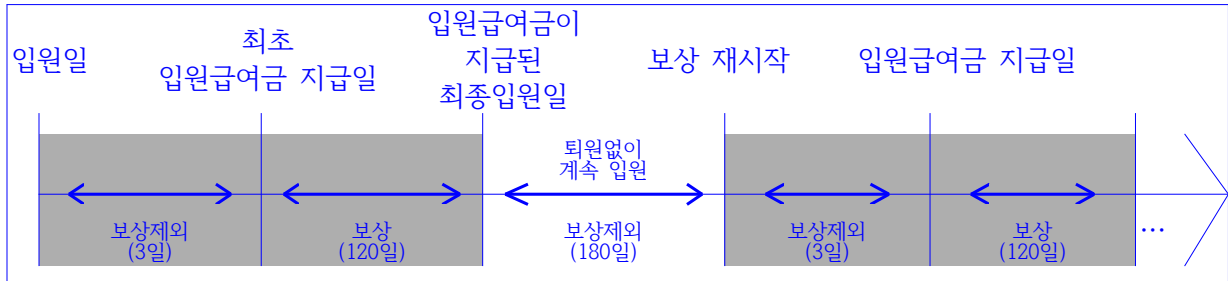 입원일
최초
입원급여금 지급일
입원급여금이
지급된
최종입원일
보상 재시작
입원급여금 지급일
퇴원없이
계속 입원
보상제외
(3일)
보상
(120일)
보상제외
(180일)
보상제외
(3일)
보상
(120일)
…